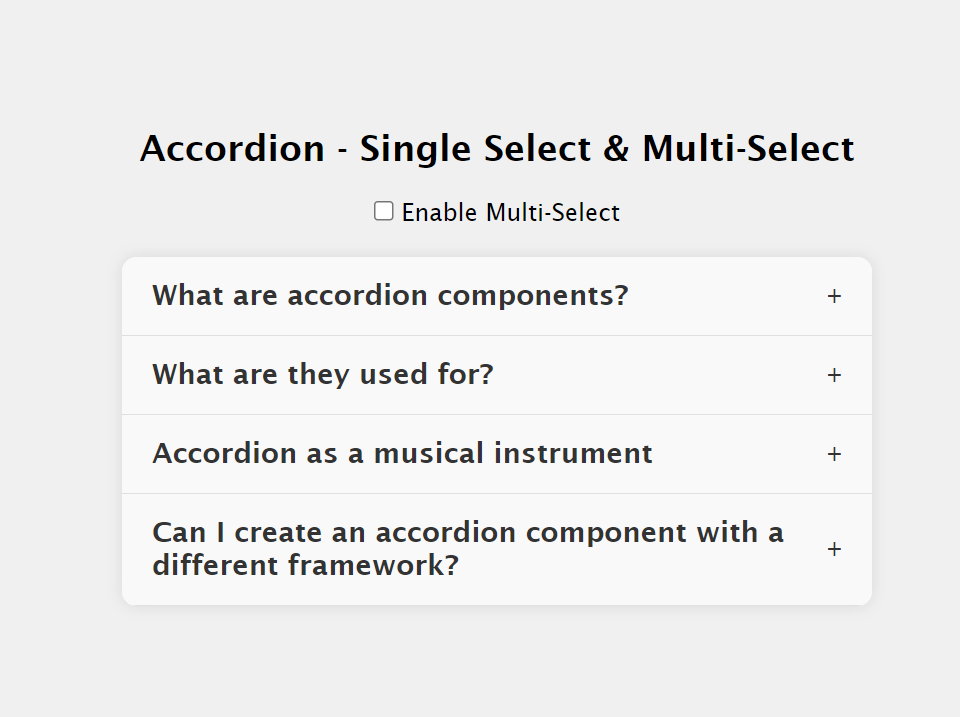 Accordion - Single Select & Multi-Select
Enable Multi-Select
What are accordion components? +
What are they used for? +
Accordion as a musical instrument +
Can I create an accordion component with a
different framework? +